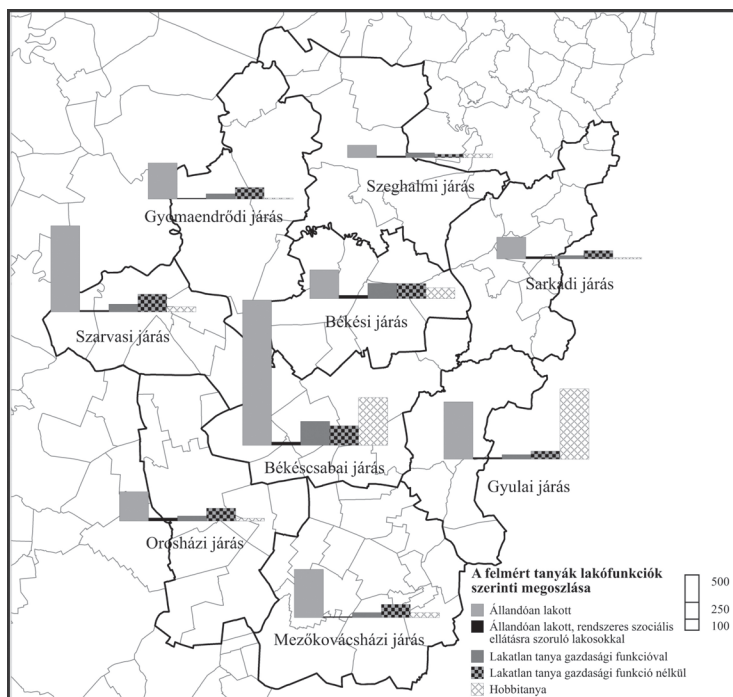 Szeghalmi járás
Gyomaendrődi járás
Sarkadi járás
Békési járás
Szarvasi járás
Békéscsabai járás
Gyulai járás
Orosházi járás
Mezőkovácsházi járás
A felmért tanyák lakófunkciók
szerinti megoszlása
Állandóan lakott
Állandóan lakott, rendszeres szociális
ellátásra szoruló lakosokkal
Lakatlan tanya gazdasági funkcióval
Lakatlan tanya gazdasági funkció nélkül
Hobbitanya
500
250
100